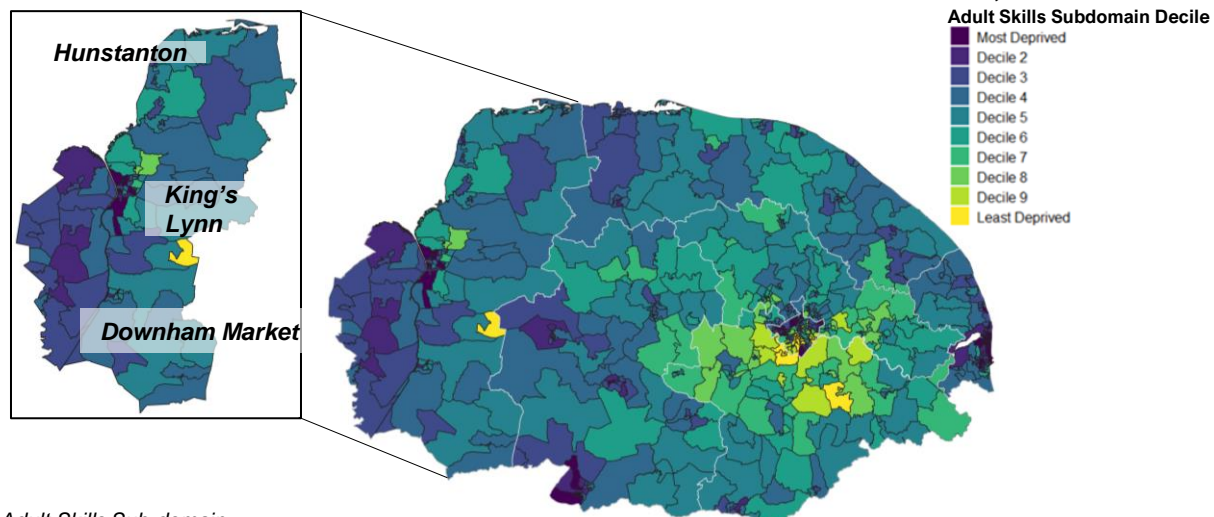 Adult Skills Subdomain Decile
Most Deprived
Decile 2
Decile 3
Decile 4
Decile 5
Decile 6
Decile 7
Decile 8
Decile 9
Least Deprived
Hunstanton
King's
Lynn
Downham Market